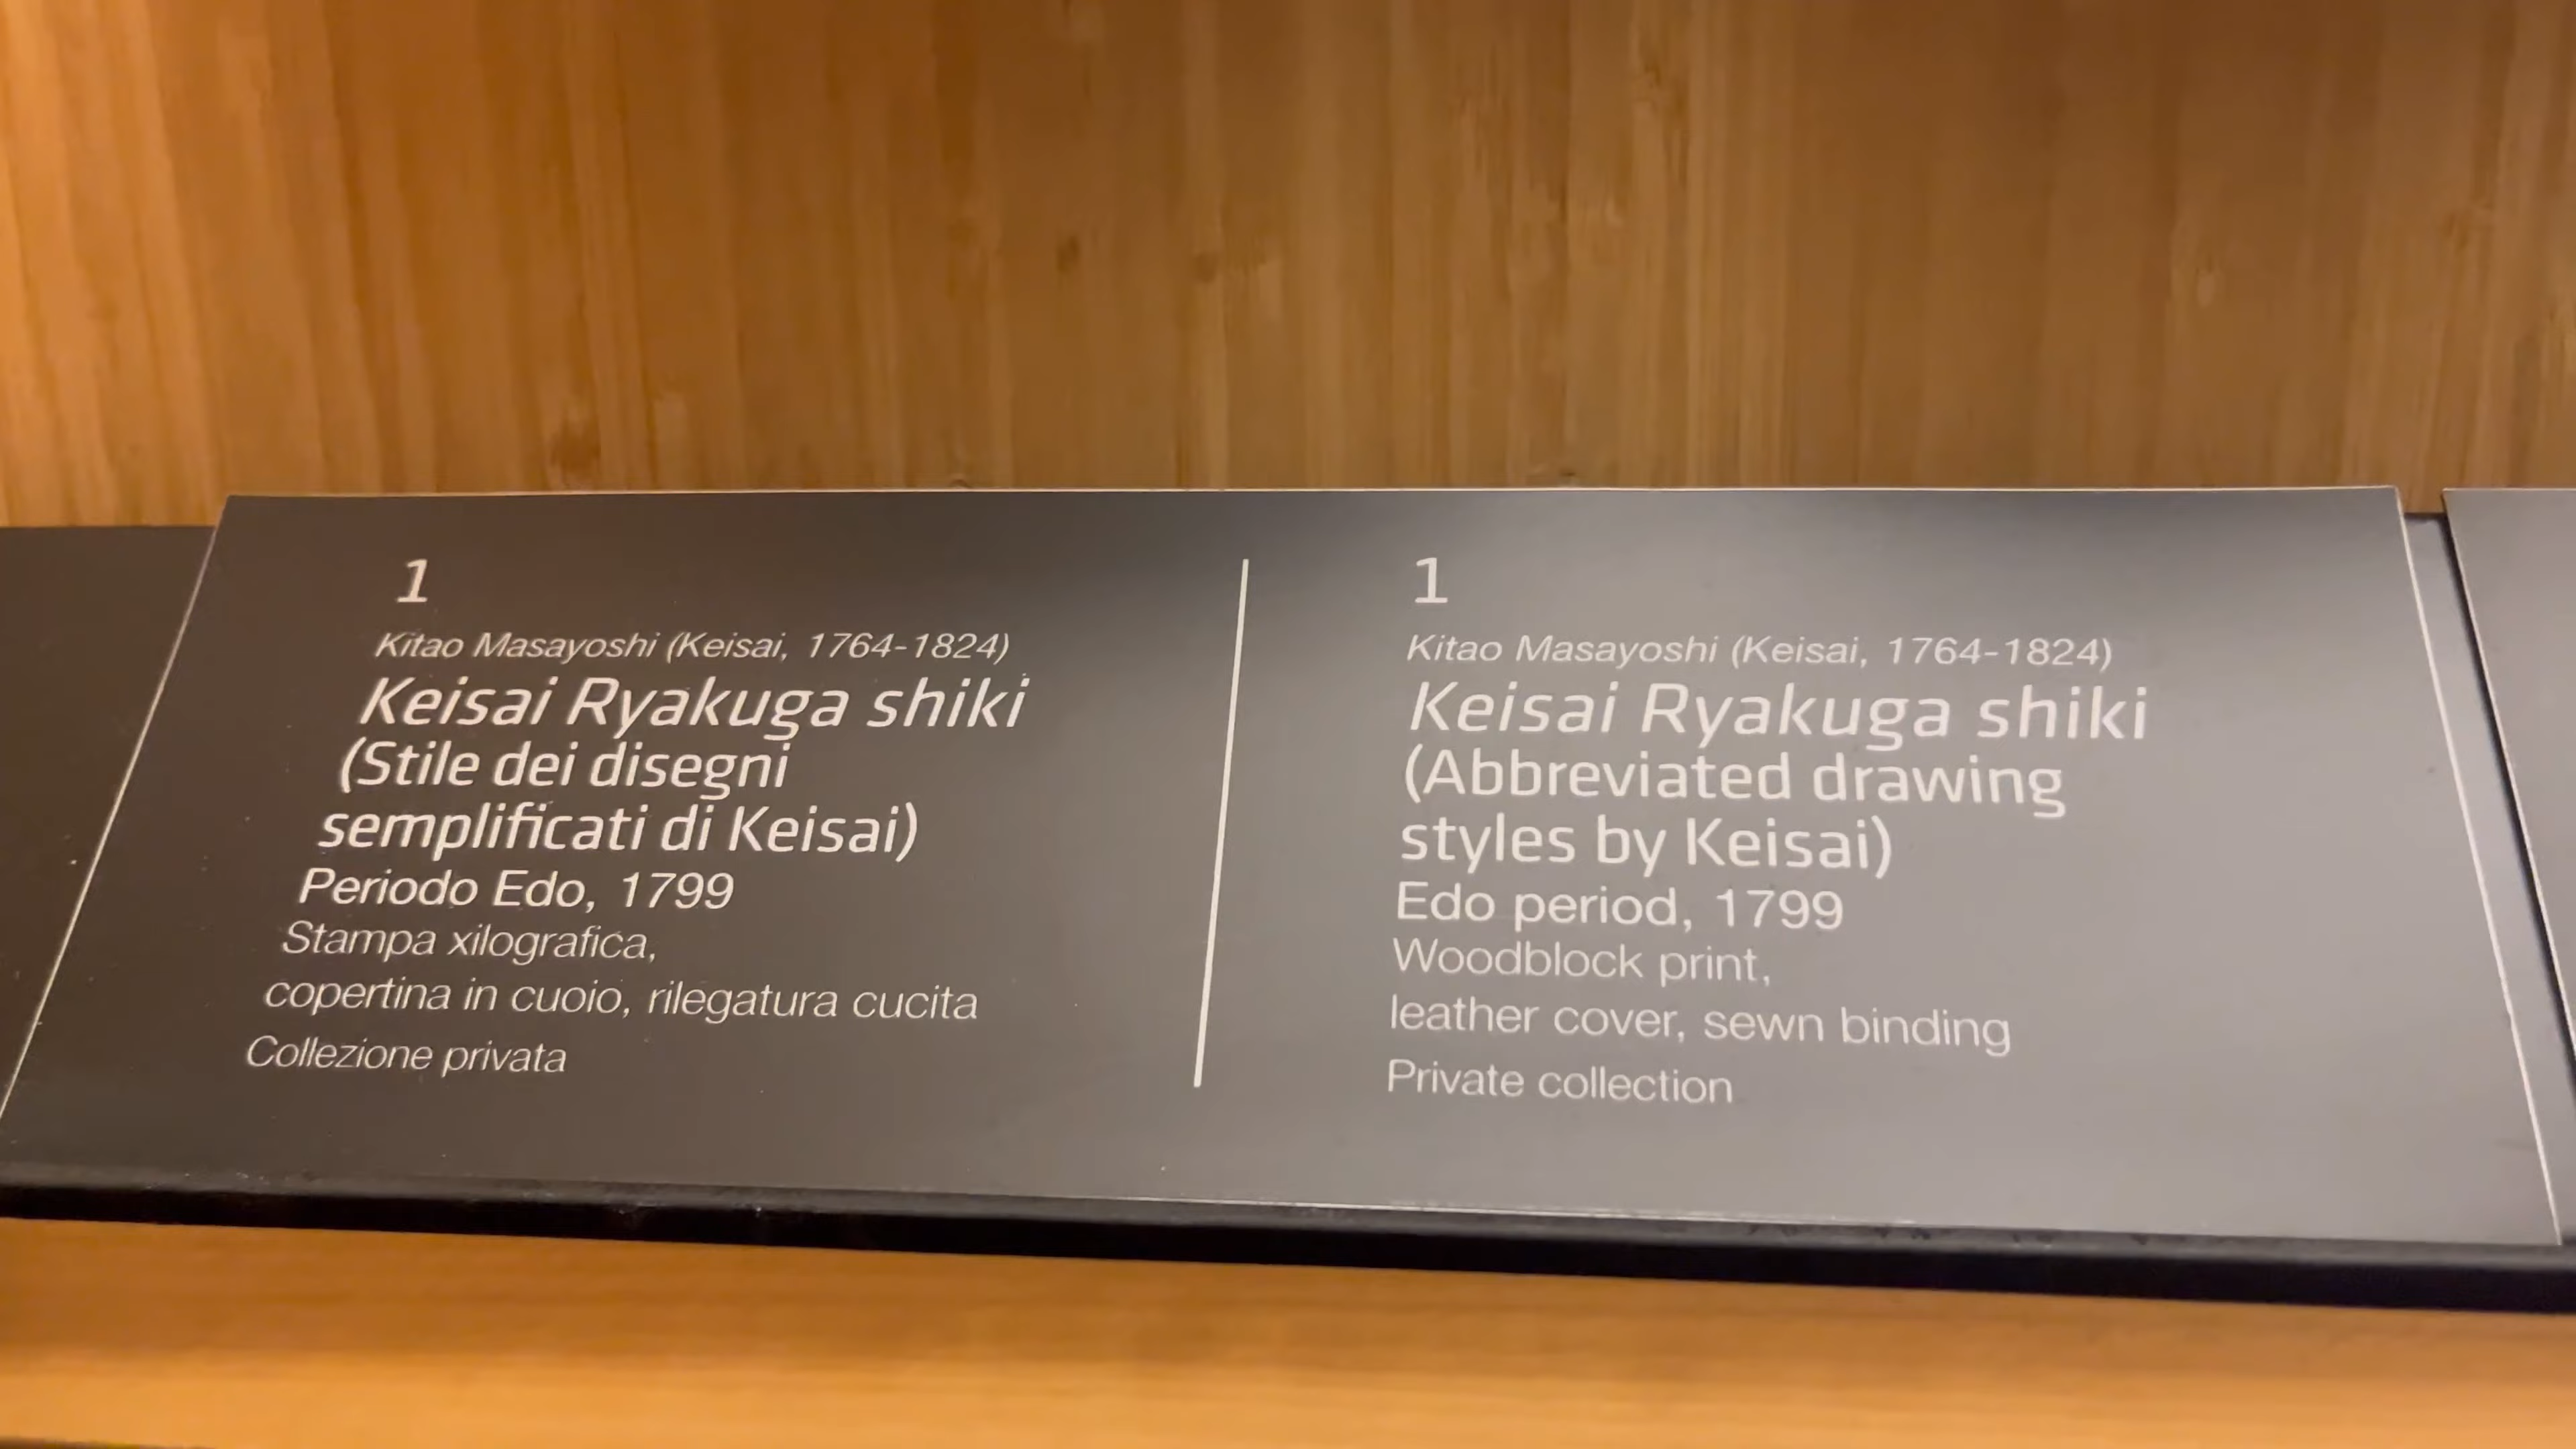 1
Kitao Masayoshi (Keisai, 1764-1824)
Keisai Ryakuga shiki
(Stile dei disegni
semplificati di Keisai)
Periodo Edo, 1799
Stampa xilografica,
copertina in cuoio, rilegatura cucita
Collezione privata
1
Kitao Masayoshi (Keisai, 1764-1824)
Keisai Ryakuga shiki
(Abbreviated drawing
styles by Keisai)
Edo period, 1799
Woodblock print,
leather cover, sewn binding
Private collection